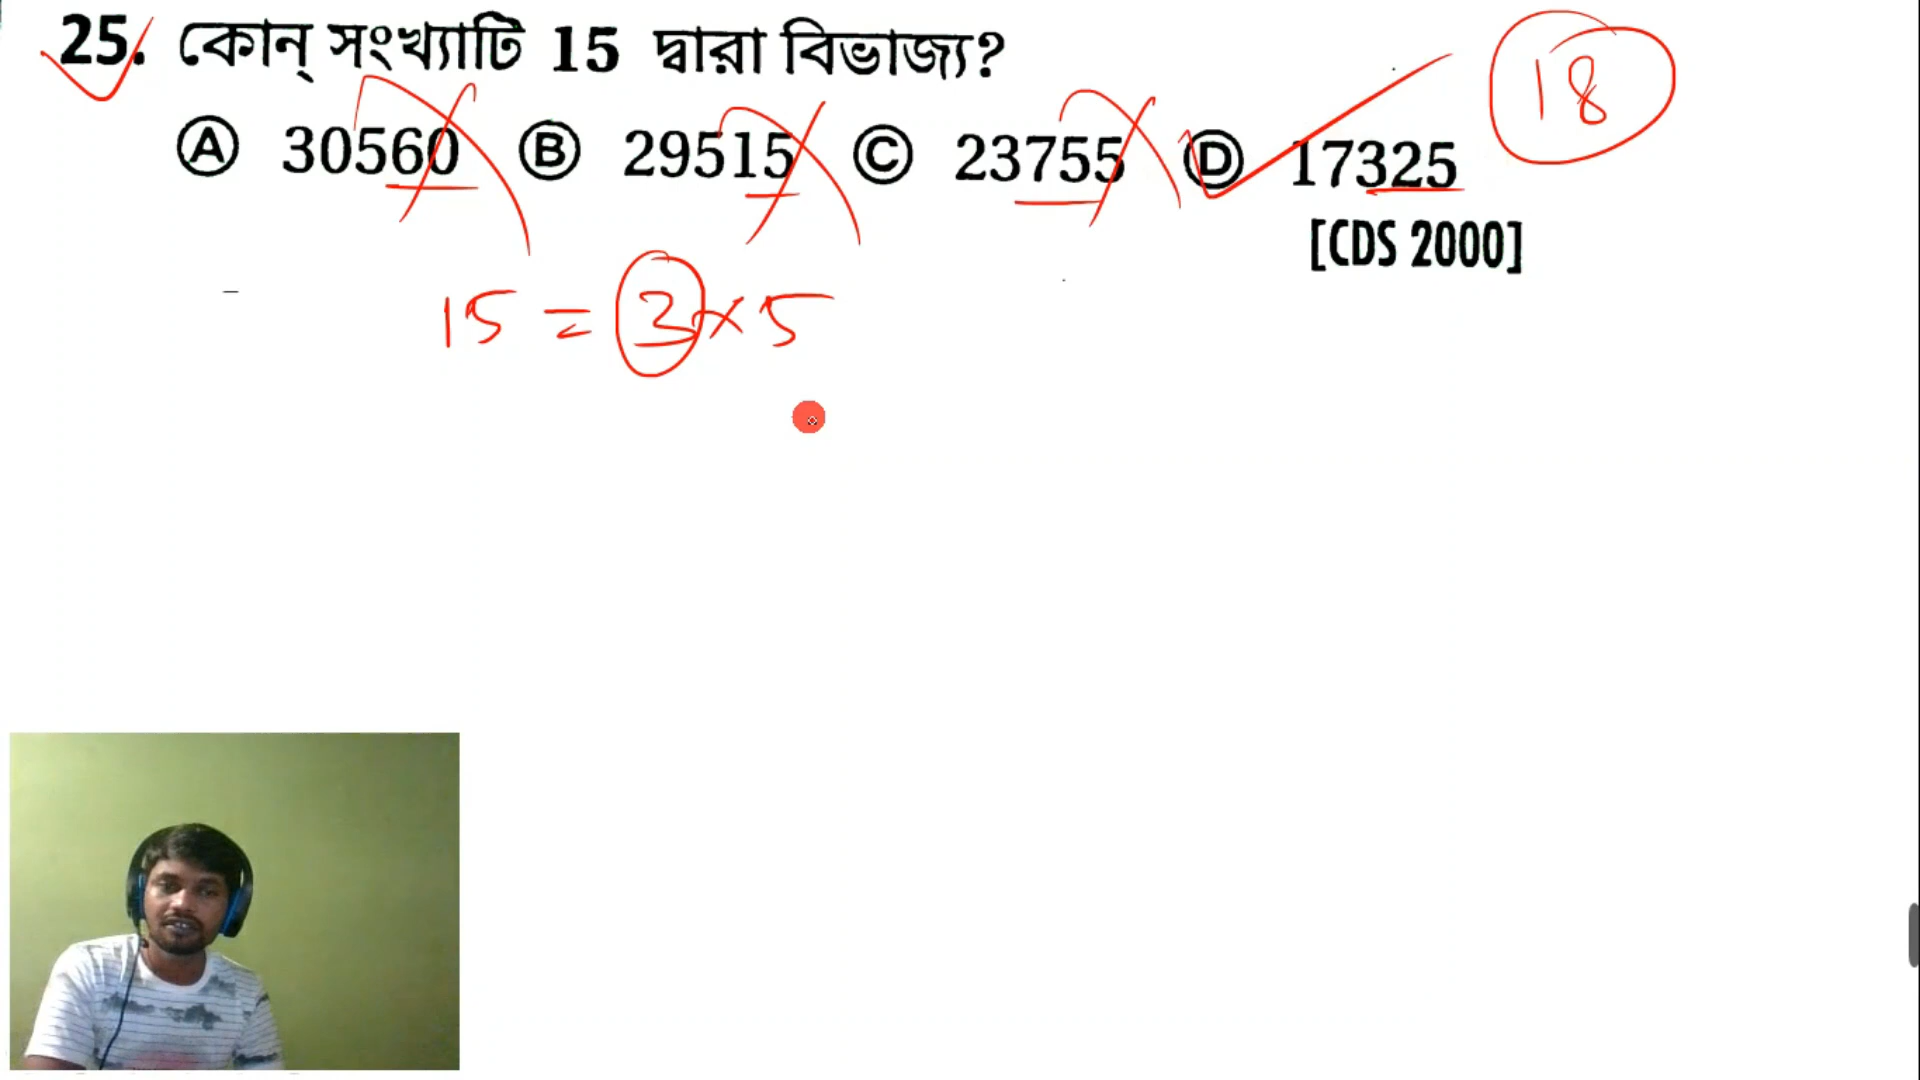 25. কোন্ সংখ্যাটি 15 দ্বারা বিভাজ্য?
18
Ⓐ 30560 Ⓑ 29515 Ⓒ 23755 Ⓓ 17325
[CDS 2000]
15 = 3 × 5